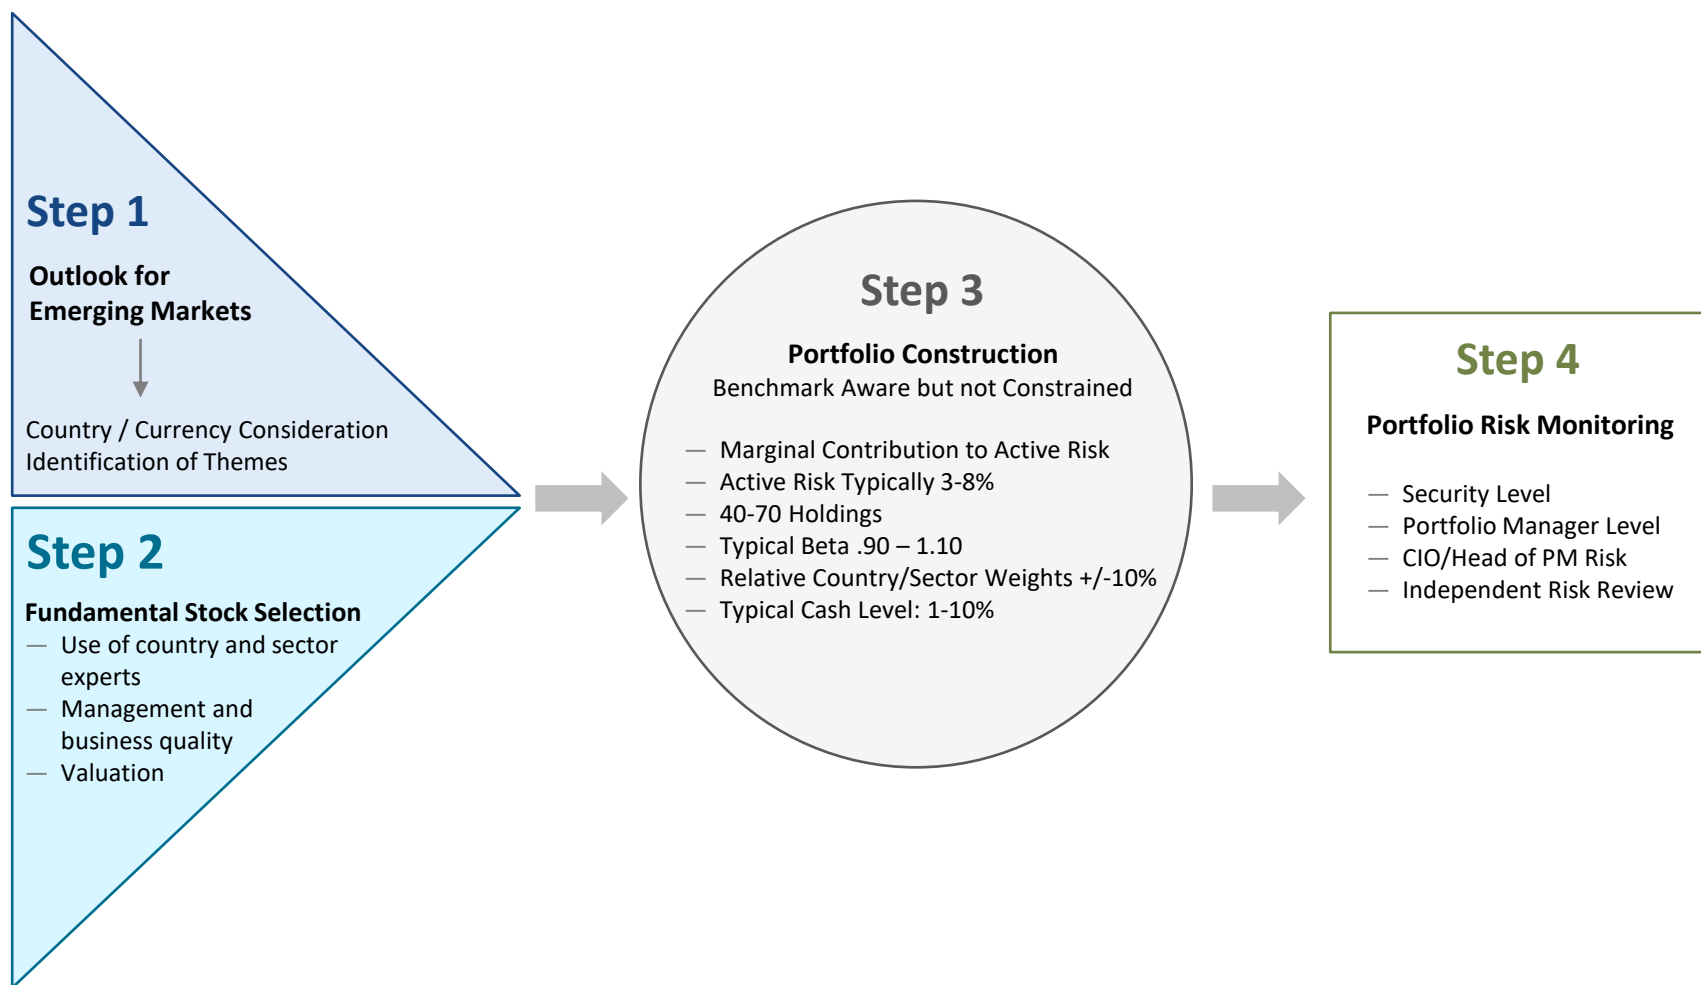 Step 1
Outlook for
Emerging Markets
Country / Currency Consideration
Identification of Themes
Step 2
Fundamental Stock Selection
— Use of country and sector
experts
— Management and
business quality
— Valuation
Step 3
Portfolio Construction
Benchmark Aware but not Constrained
— Marginal Contribution to Active Risk
— Active Risk Typically 3-8%
— 40-70 Holdings
— Typical Beta .90 – 1.10
— Relative Country/Sector Weights +/-10%
— Typical Cash Level: 1-10%
Step 4
Portfolio Risk Monitoring
— Security Level
— Portfolio Manager Level
— CIO/Head of PM Risk
— Independent Risk Review